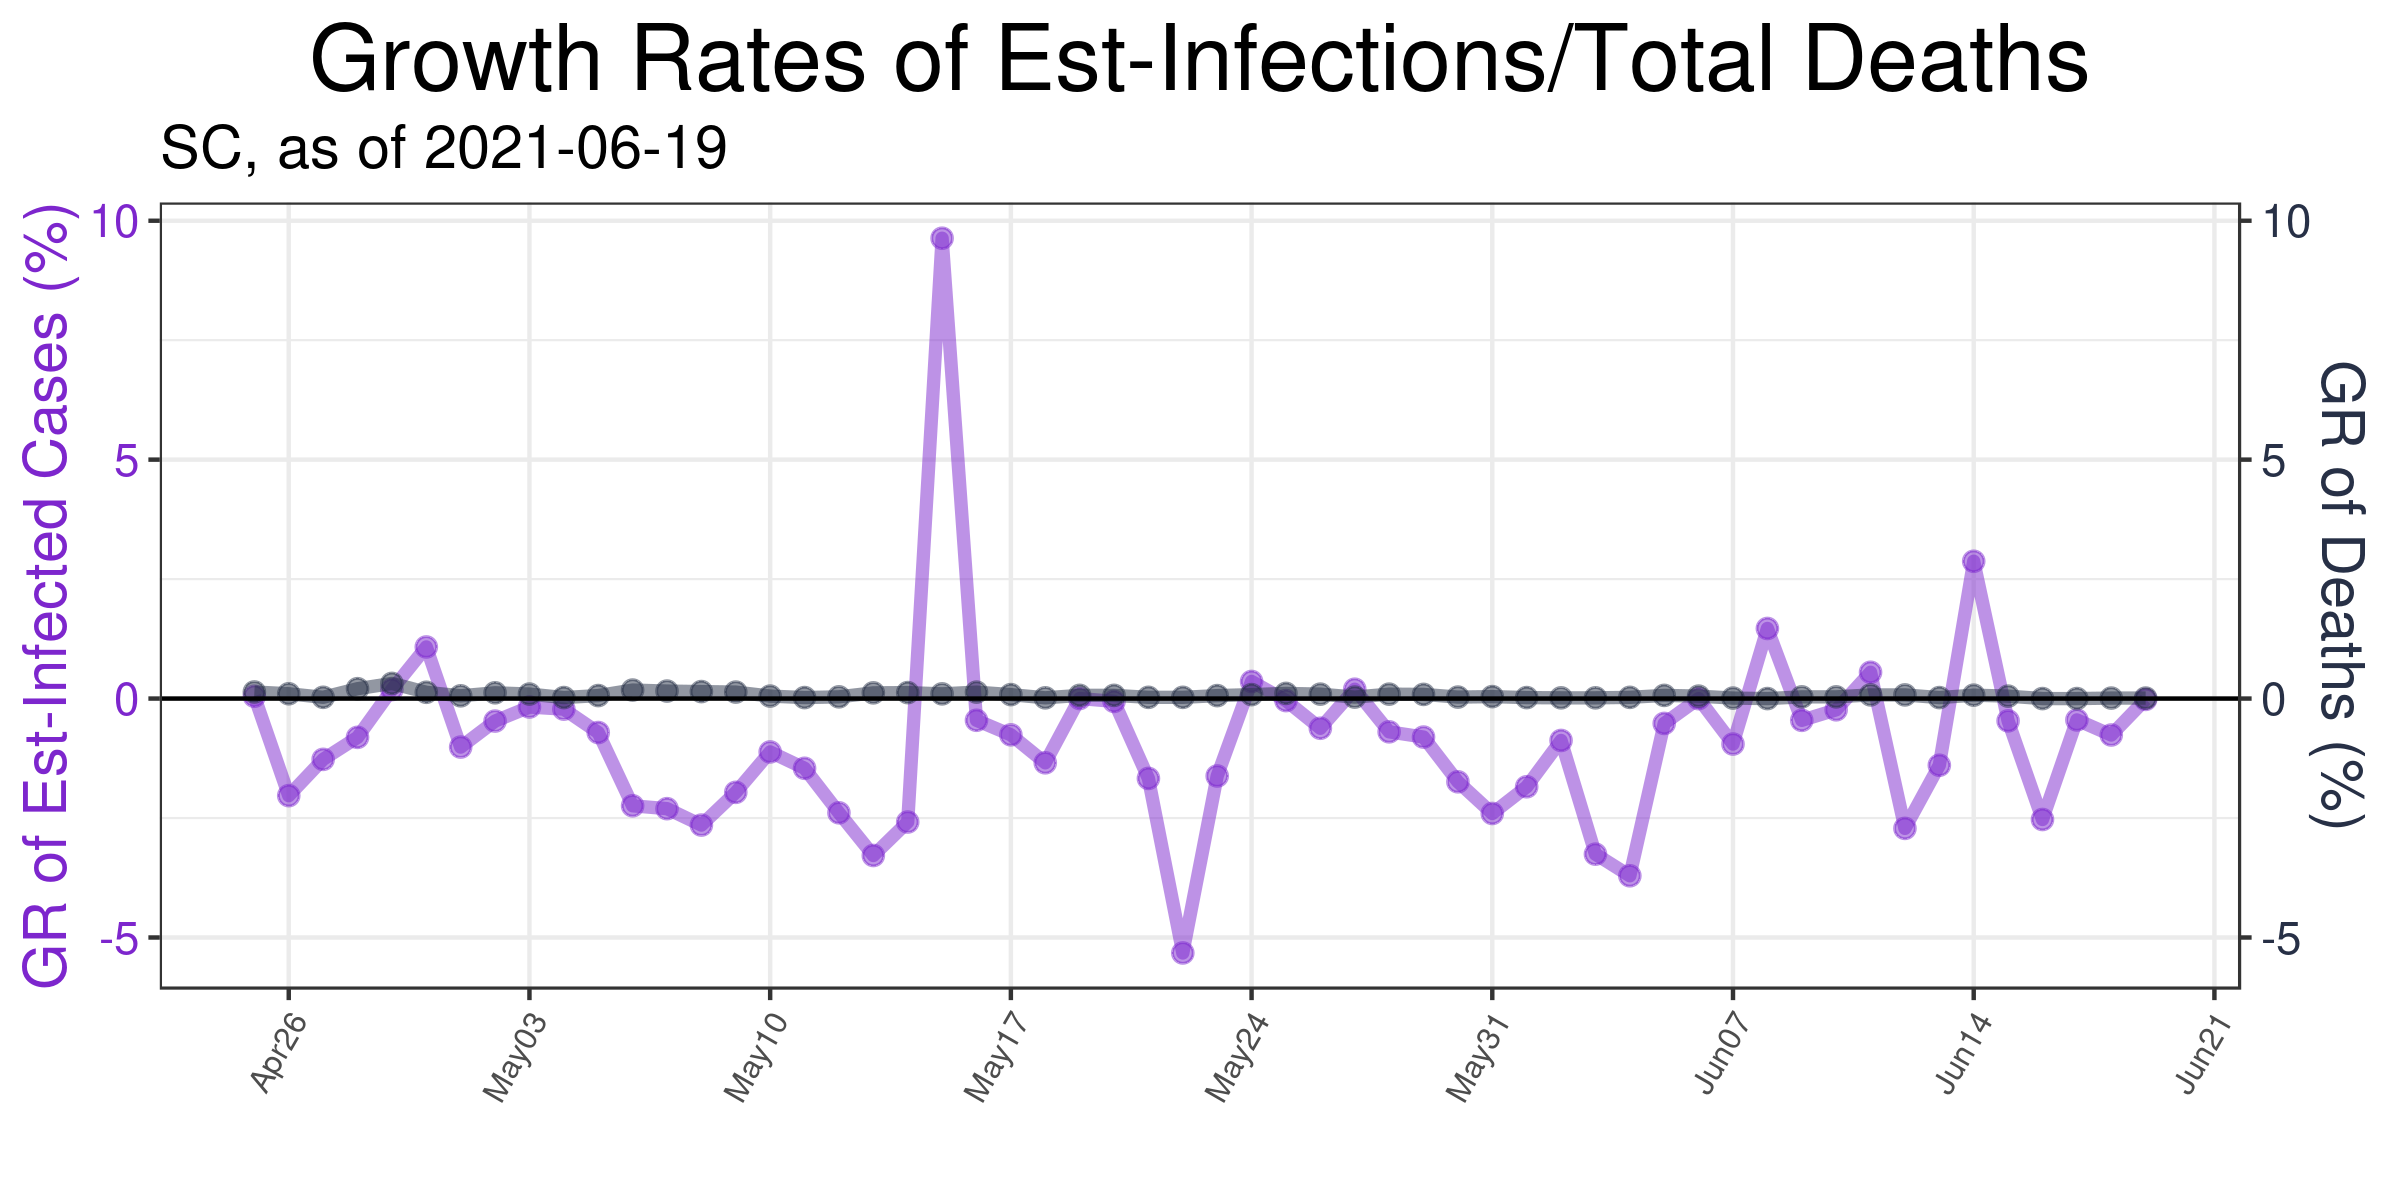 Growth Rates of Est-Infections/Total Deaths
SC, as of 2021-06-19
GR of Est-Infected Cases (%)
10
5
0
-5
10
5
0
-5
GR of Deaths (%)
Apr26
May03
May10
May17
May24
May31
Jun07
Jun14
Jun21